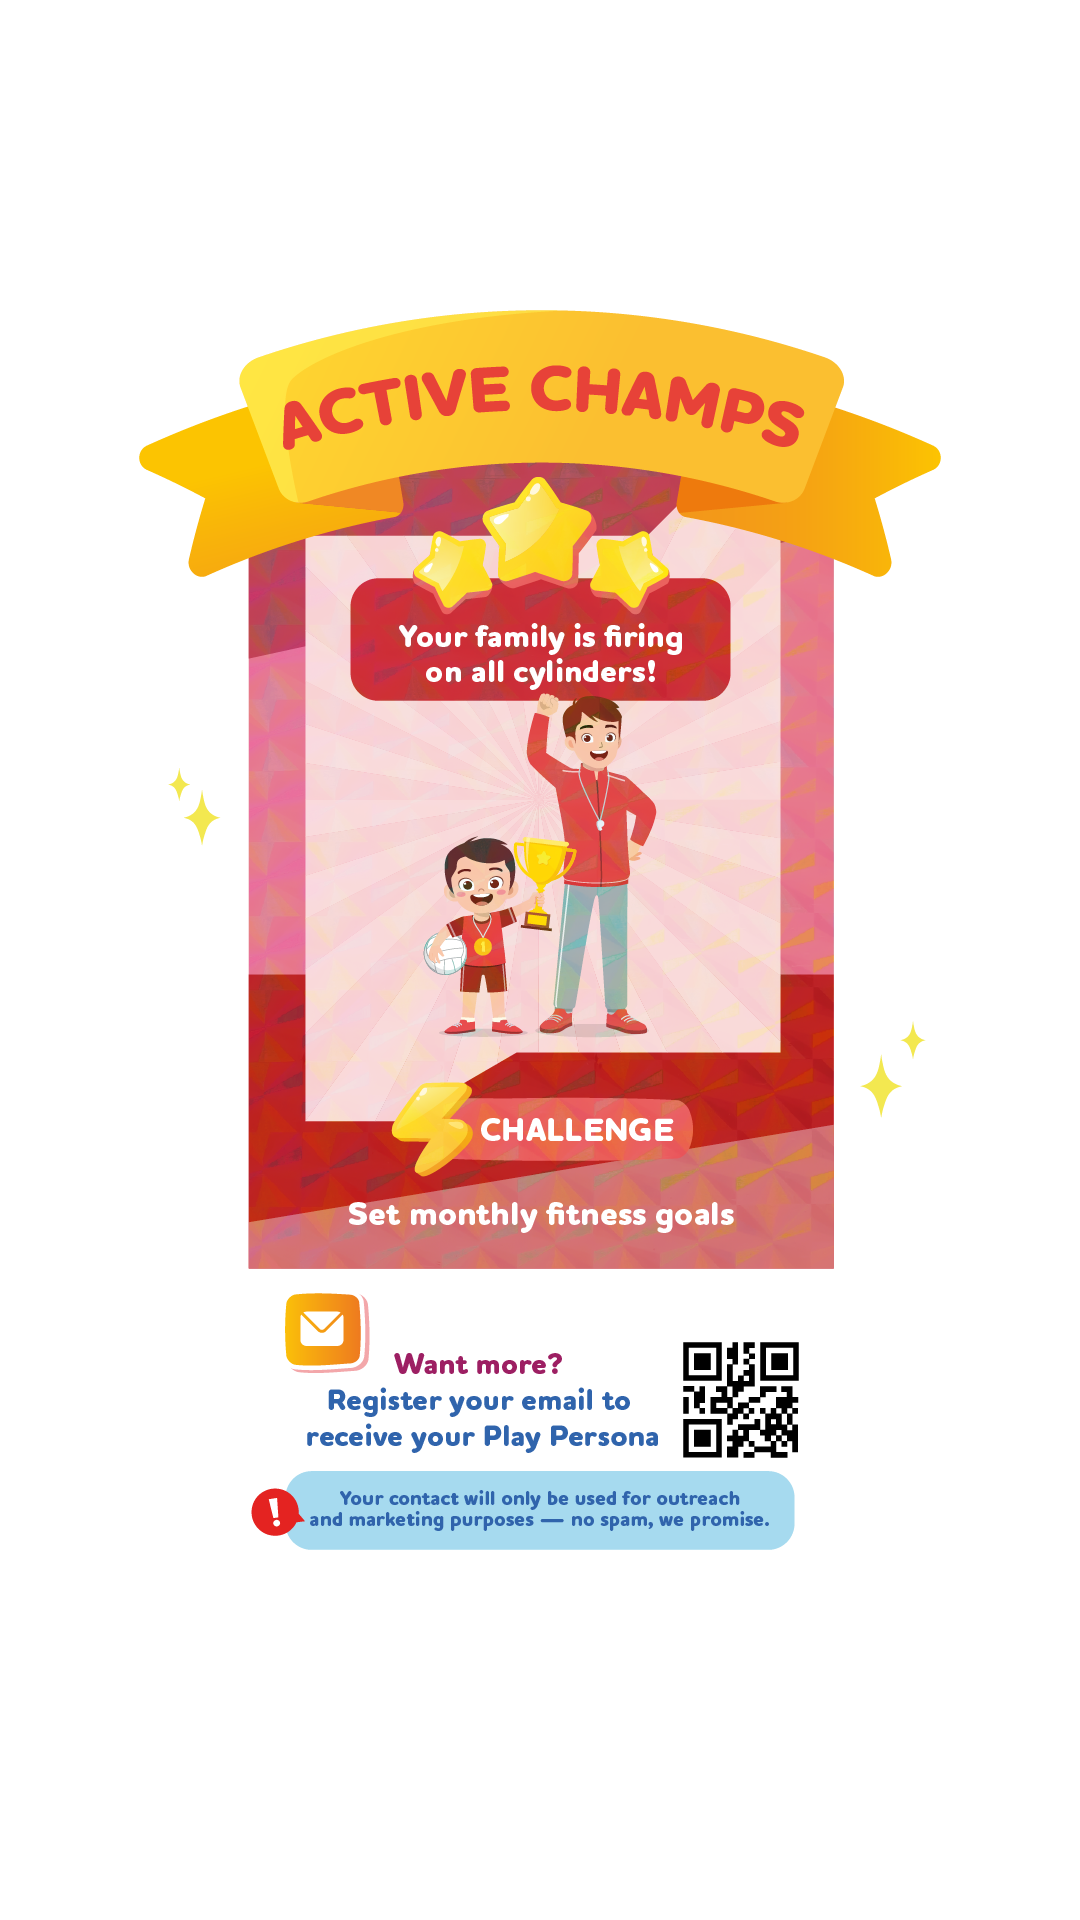 ACTIVE CHAMPS
Your family is firing
on all cylinders!
1
CHALLENGE
Set monthly fitness goals
Want more?
Register your email to
receive your Play Persona
!
Your contact will only be used for outreach
and marketing purposes — no spam, we promise.